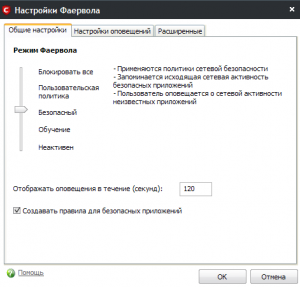 Настройки Фаервола
Общие настройки
Настройки оповещений
Расширенные
Режим Фаервола
Блокировать все
Пользовательская политика
Безопасный
Обучение
Неактивен
- Применяются политики сетевой безопасности
- Запоминается исходящая сетевая активность безопасных приложений
- Пользователь оповещается о сетевой активности неизвестных приложений
Отображать оповещения в течение (секунд):
120
Создавать правила для безопасных приложений
Помощь
OK
Отмена